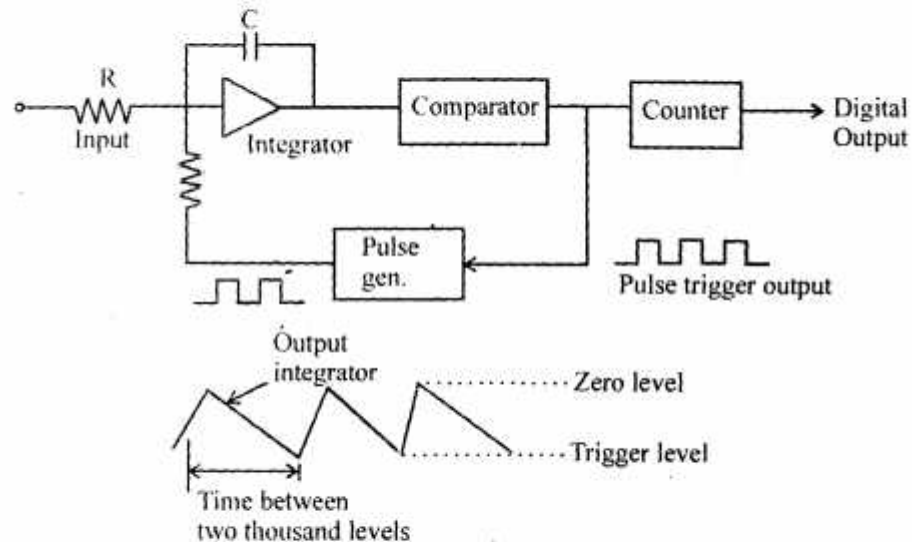 C
R
Input
Integrator
Comparator
Counter
Digital
Output
Pulse
gen.
Pulse trigger output
Output
integrator
Zero level
Trigger level
Time between
two thousand levels